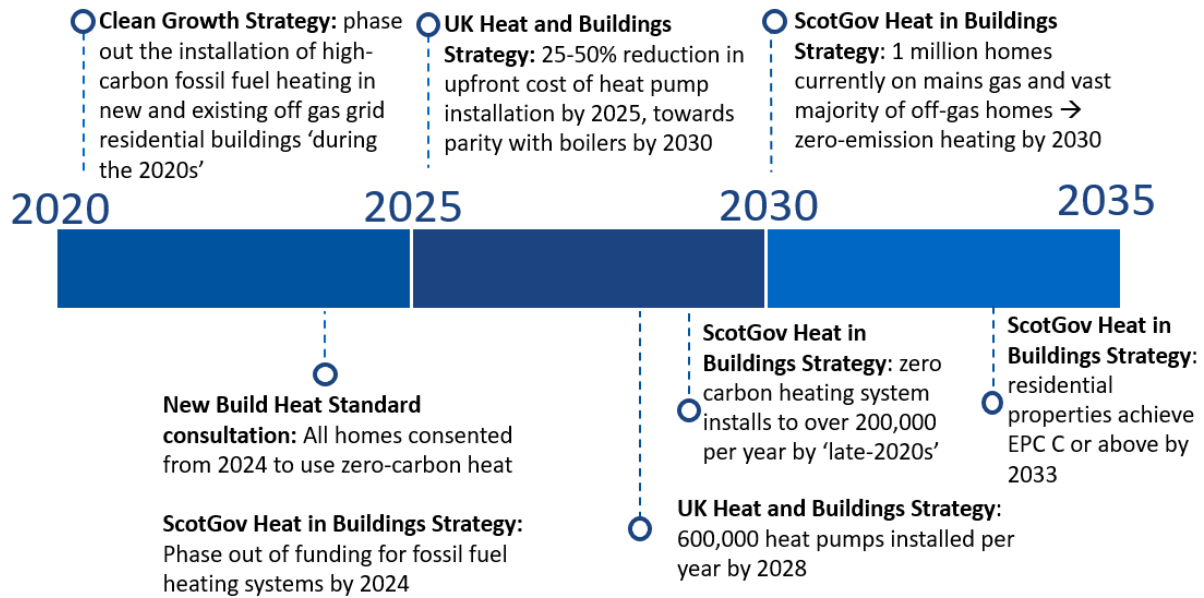 Clean Growth Strategy: phase
out the installation of high-
carbon fossil fuel heating in
new and existing off gas grid
residential buildings ‘during
the 2020s’
UK Heat and Buildings
Strategy: 25-50% reduction in
upfront cost of heat pump
installation by 2025, towards
parity with boilers by 2030
ScotGov Heat in Buildings
Strategy: 1 million homes
currently on mains gas and vast
majority of off-gas homes →
zero-emission heating by 2030
2020
2025
2030
2035
New Build Heat Standard
consultation: All homes consented
from 2024 to use zero-carbon heat
ScotGov Heat in Buildings Strategy:
Phase out of funding for fossil fuel
heating systems by 2024
ScotGov Heat in
Buildings Strategy: zero
carbon heating system
installs to over 200,000
per year by ‘late-2020s’
UK Heat and Buildings Strategy:
600,000 heat pumps installed per
year by 2028
ScotGov Heat in
Buildings Strategy:
residential
properties achieve
EPC C or above by
2033